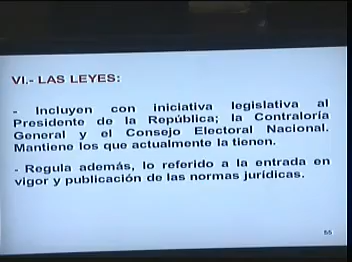 VI.- LAS LEYES:
- Incluyen con iniciativa legislativa al
Presidente de la República; la Contraloría
General y el Consejo Electoral Nacional.
Mantiene los que actualmente la tienen.
- Regula además, lo referido a la entrada en
vigor y publicación de las normas jurídicas.